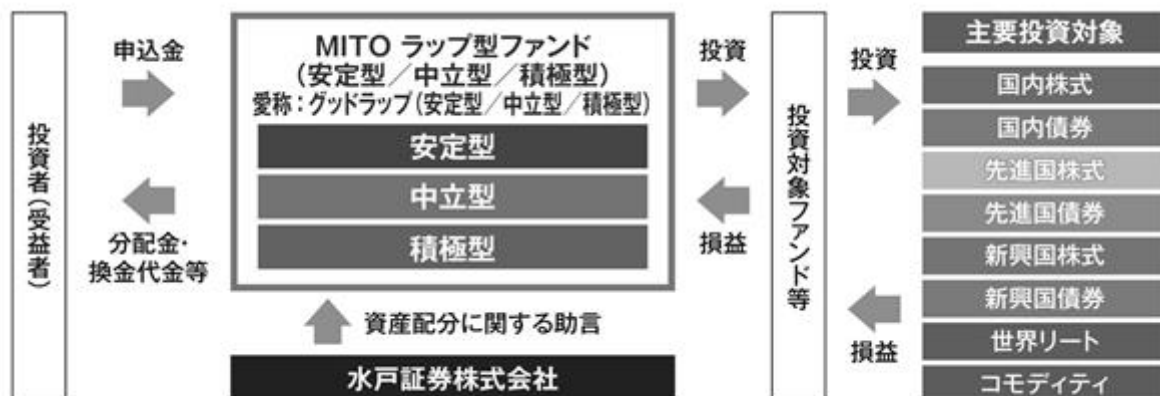 投資者（受益者）
申込金
分配金・
換金代金等
MITO ラップ型ファンド
（安定型／中立型／積極型）
愛称：グッドラップ（安定型／中立型／積極型）
安定型
中立型
積極型
資産配分に関する助言
水戸証券株式会社
投資
損益
投資対象ファンド等
投資
損益
主要投資対象
国内株式
国内債券
先進国株式
先進国債券
新興国株式
新興国債券
世界リート
コモディティ